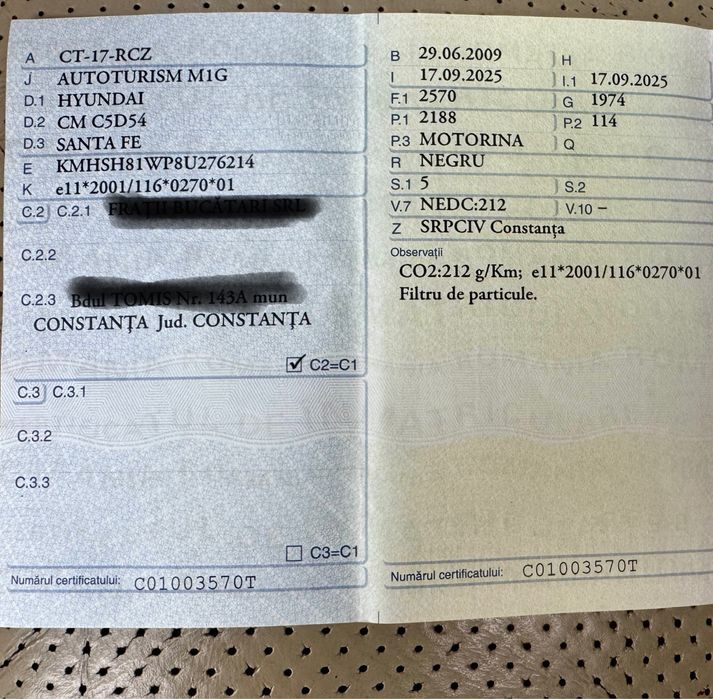 A CT-17-RCZ
J AUTOTURISM M1G
D.1 HYUNDAI
D.2 CM C5D54
D.3 SANTA FE
E KMHSH81WP8U276214
K e11*2001/116*0270*01
C.2 C.2.1
C.2.2
C.2.3 mun
CONSTANȚA Jud. CONSTANȚA
C2=C1
C.3 C.3.1
C.3.2
C.3.3
C3=C1
Numărul certificatului: C01003570T
B 29.06.2009 H
I 17.09.2025 I.1 17.09.2025
F.1 2570 G 1974
P.1 2188 P.2 114
P.3 MOTORINA Q
R NEGRU
S.1 5 S.2
V.7 NEDC:212 V.10 –
Z SRPCIV Constanța
Observații
CO2:212 g/Km; e11*2001/116*0270*01
Filtru de particule.
Numărul certificatului: C01003570T